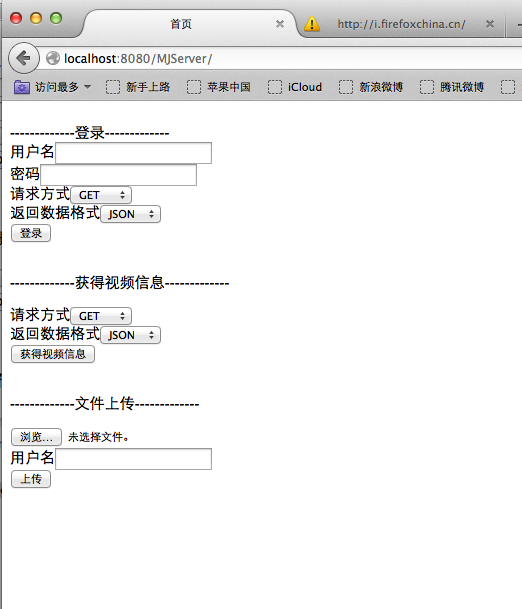 首页
http://i.firefoxchina.cn/
localhost:8080/MJServer/
访问最多 新手上路 苹果中国 iCloud 新浪微博 腾讯微博
-------------登录-------------
用户名
密码
请求方式 GET
返回数据格式 JSON
登录
-------------获得视频信息-------------
请求方式 GET
返回数据格式 JSON
获得视频信息
-------------文件上传-------------
浏览... 未选择文件。
用户名
上传